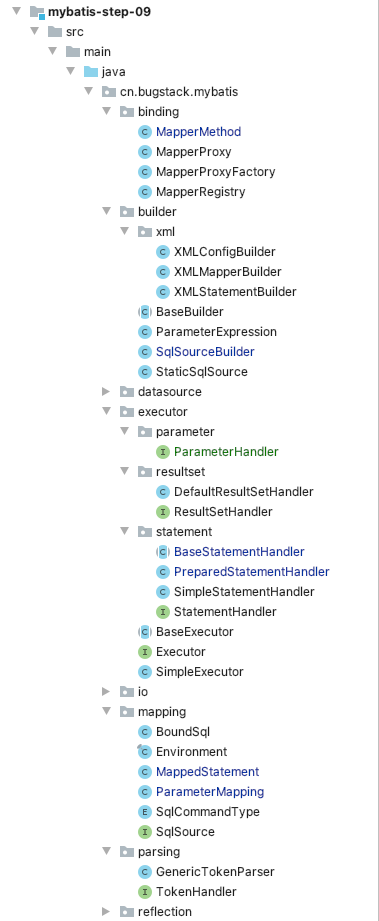 mybatis-step-09
src
main
java
cn.bugstack.mybatis
binding
MapperMethod
MapperProxy
MapperProxyFactory
MapperRegistry
builder
xml
XMLConfigBuilder
XMLMapperBuilder
XMLStatementBuilder
BaseBuilder
ParameterExpression
SqlSourceBuilder
StaticSqlSource
datasource
executor
parameter
ParameterHandler
resultset
DefaultResultSetHandler
ResultSetHandler
statement
BaseStatementHandler
PreparedStatementHandler
SimpleStatementHandler
StatementHandler
BaseExecutor
Executor
SimpleExecutor
io
mapping
BoundSql
Environment
MappedStatement
ParameterMapping
SqlCommandType
SqlSource
parsing
GenericTokenParser
TokenHandler
reflection